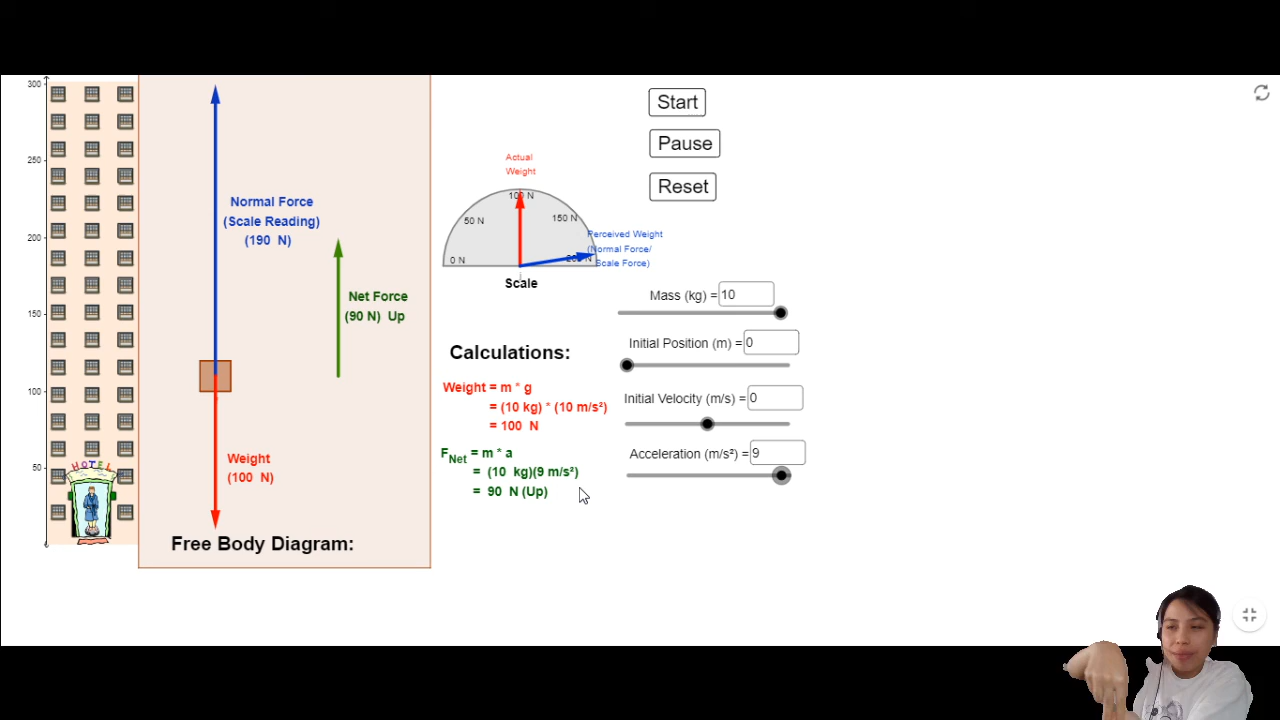 300
250
200
150
100
50
HOTEL
Normal Force
(Scale Reading)
(190 N)
Net Force
(90 N) Up
Weight
(100 N)
Free Body Diagram:
Actual
Weight
100 N
50 N
150 N
0 N
200 N
Perceived Weight
(Normal Force/
Scale Force)
Scale
Calculations:
Weight = m * g
= (10 kg) * (10 m/s²)
= 100 N
FNet = m * a
= (10 kg)(9 m/s²)
= 90 N (Up)
Start
Pause
Reset
Mass (kg) = 10
Initial Position (m) = 0
Initial Velocity (m/s) = 0
Acceleration (m/s²) = 9